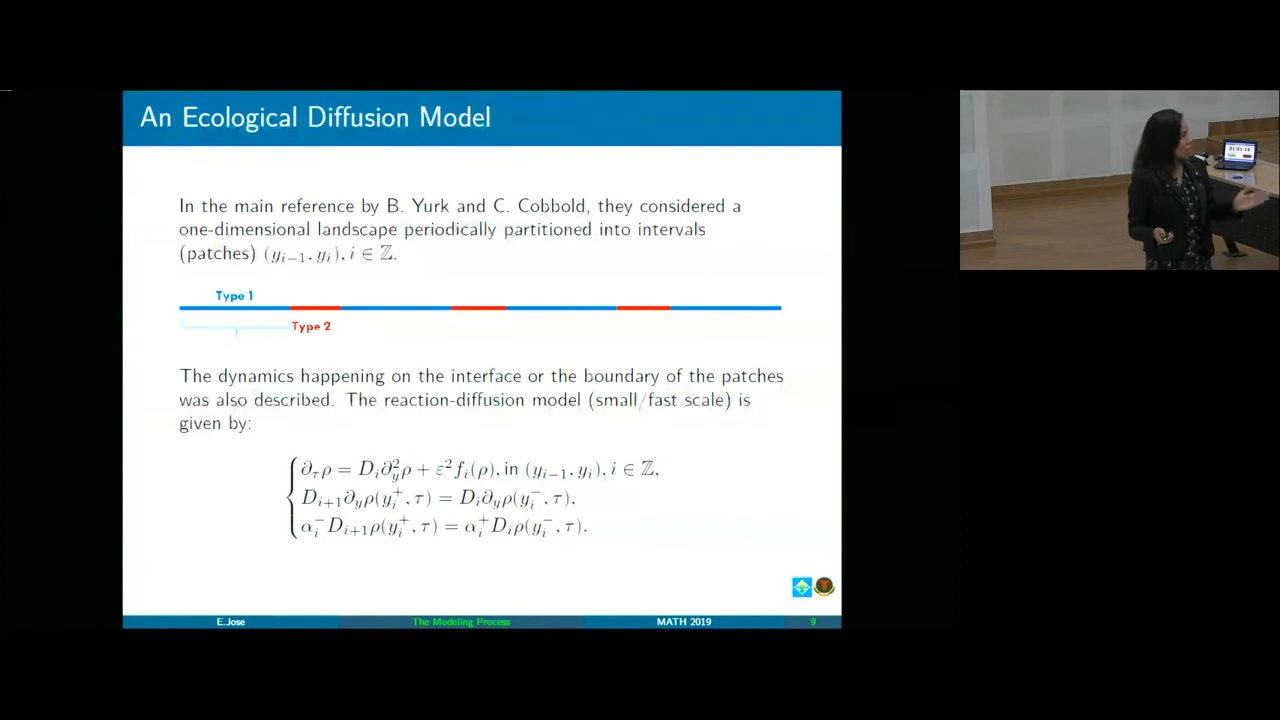 An Ecological Diffusion Model
In the main reference by B. Yurk and C. Cobbold, they considered a
one-dimensional landscape periodically partitioned into intervals
(patches) (y_{i−1}, y_i), i ∈ ℤ.
Type 1
Type 2
The dynamics happening on the interface or the boundary of the patches
was also described. The reaction-diffusion model (small/fast scale) is
given by:
∂_τρ = D_i∂_y^2ρ + ε^2f_i(ρ), in (y_{i−1}, y_i), i ∈ ℤ,
D_{i+1}∂_yρ(y_i^+, τ) = D_i∂_yρ(y_i^−, τ),
α_i^−D_{i+1}ρ(y_i^+, τ) = α_i^+D_iρ(y_i^−, τ).
E.Jose
The Modeling Process
MATH 2019
9